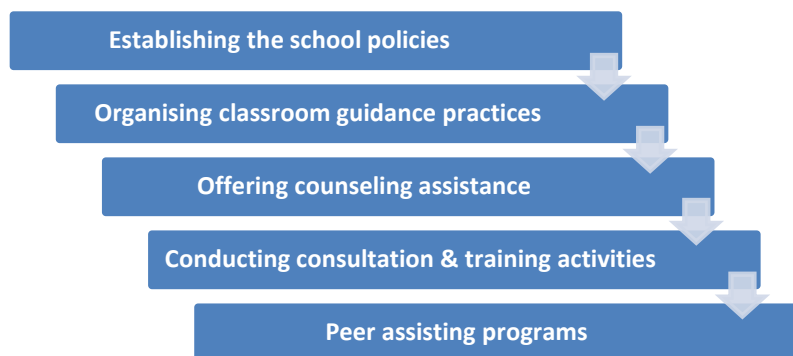 Establishing the school policies
Organising classroom guidance practices
Offering counseling assistance
Conducting consultation & training activities
Peer assisting programs